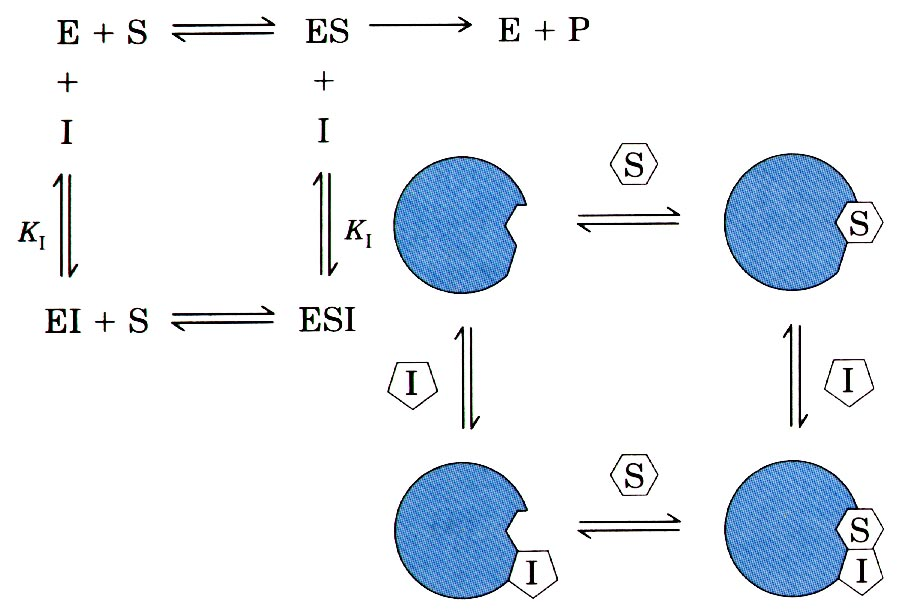 E + S ⇌ ES ⟶ E + P
+ +
I I
K_I K_I
EI + S ⇌ ESI
S
S
I I
S
S
I I